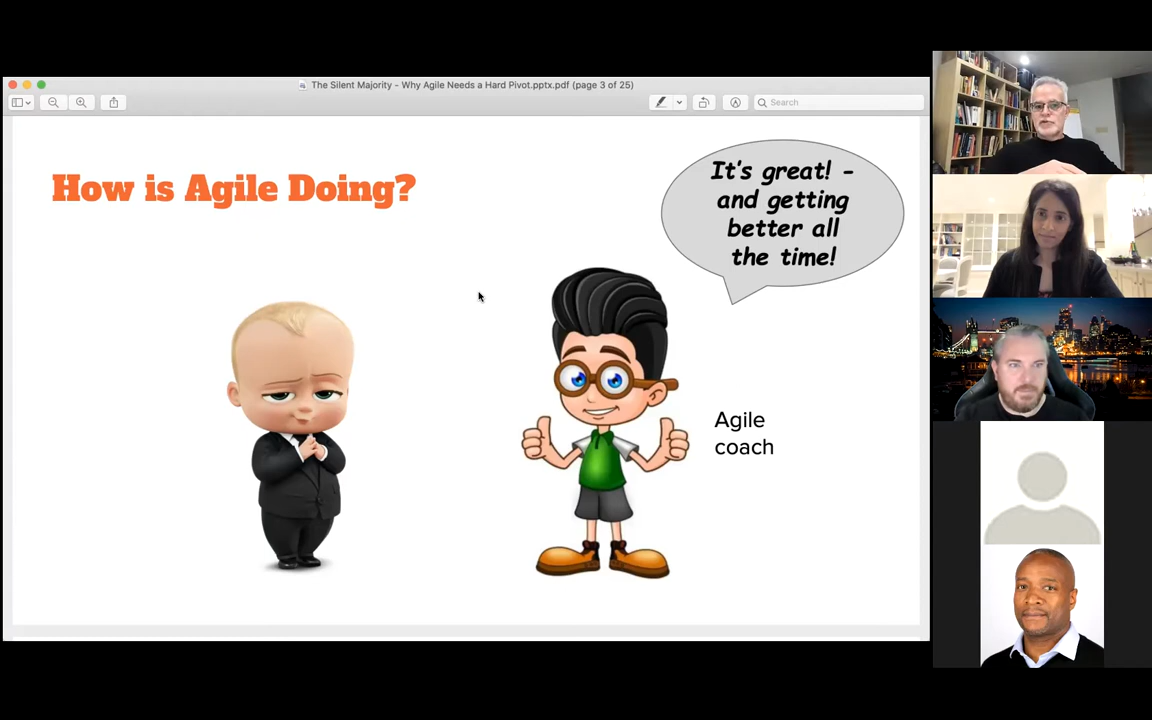 The Silent Majority - Why Agile Needs a Hard Pivot.pptx.pdf (page 3 of 25)
Search
How is Agile Doing?
It's great! -
and getting
better all
the time!
Agile
coach